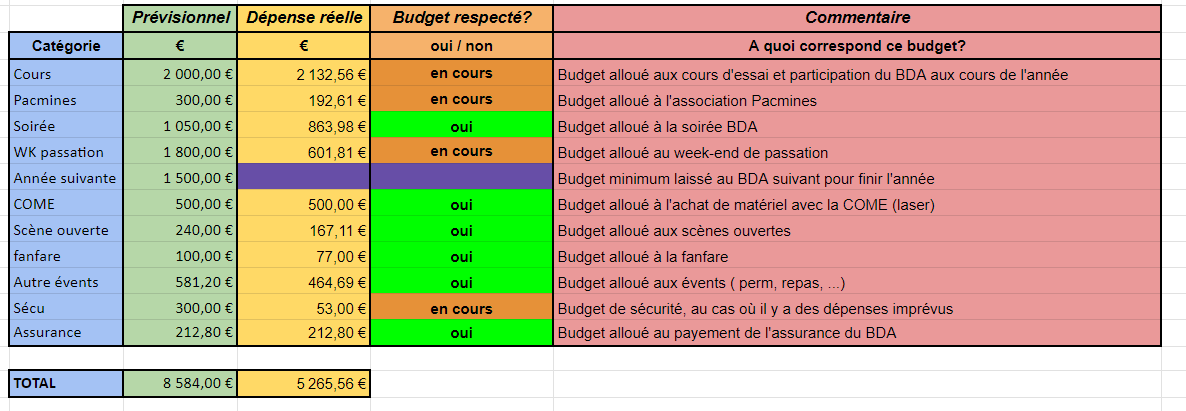 Prévisionnel Dépense réelle Budget respecté? Commentaire
Catégorie € € oui / non A quoi correspond ce budget?
Cours 2 000,00 € 2 132,56 € en cours Budget alloué aux cours d'essai et participation du BDA aux cours de l'année
Pacmines 300,00 € 192,61 € en cours Budget alloué à l'association Pacmines
Soirée 1 050,00 € 863,98 € oui Budget alloué à la soirée BDA
WK passation 1 800,00 € 601,81 € en cours Budget alloué au week-end de passation
Année suivante 1 500,00 € Budget minimum laissé au BDA suivant pour finir l'année
COME 500,00 € 500,00 € oui Budget alloué à l'achat de matériel avec la COME (laser)
Scène ouverte 240,00 € 167,11 € oui Budget alloué aux scènes ouvertes
fanfare 100,00 € 77,00 € oui Budget alloué à la fanfare
Autre évents 581,20 € 464,69 € oui Budget alloué aux évents ( perm, repas, ...)
Sécu 300,00 € 53,00 € en cours Budget de sécurité, au cas où il y a des dépenses imprévus
Assurance 212,80 € 212,80 € oui Budget alloué au payement de l'assurance du BDA
TOTAL 8 584,00 € 5 265,56 €